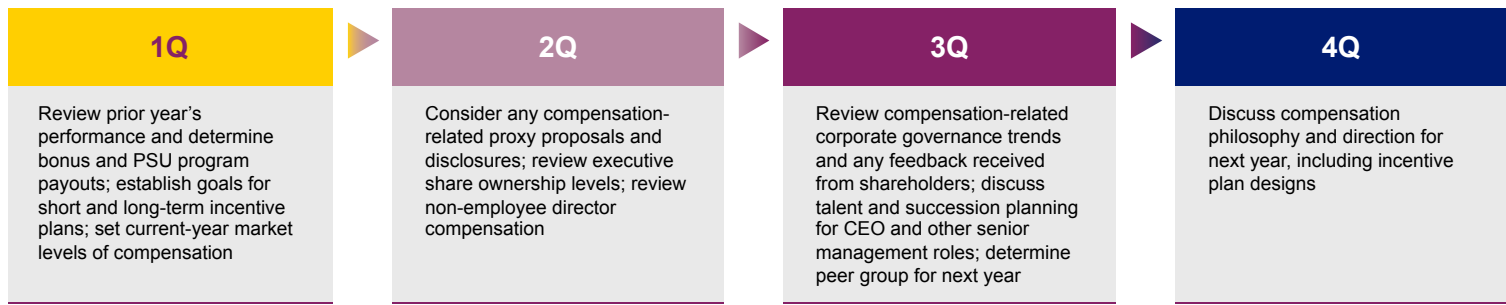 1Q
Review prior year's
performance and determine
bonus and PSU program
payouts; establish goals for
short and long-term incentive
plans; set current-year market
levels of compensation
2Q
Consider any compensation-
related proxy proposals and
disclosures; review executive
share ownership levels; review
non-employee director
compensation
3Q
Review compensation-related
corporate governance trends
and any feedback received
from shareholders; discuss
talent and succession planning
for CEO and other senior
management roles; determine
peer group for next year
4Q
Discuss compensation
philosophy and direction for
next year, including incentive
plan designs